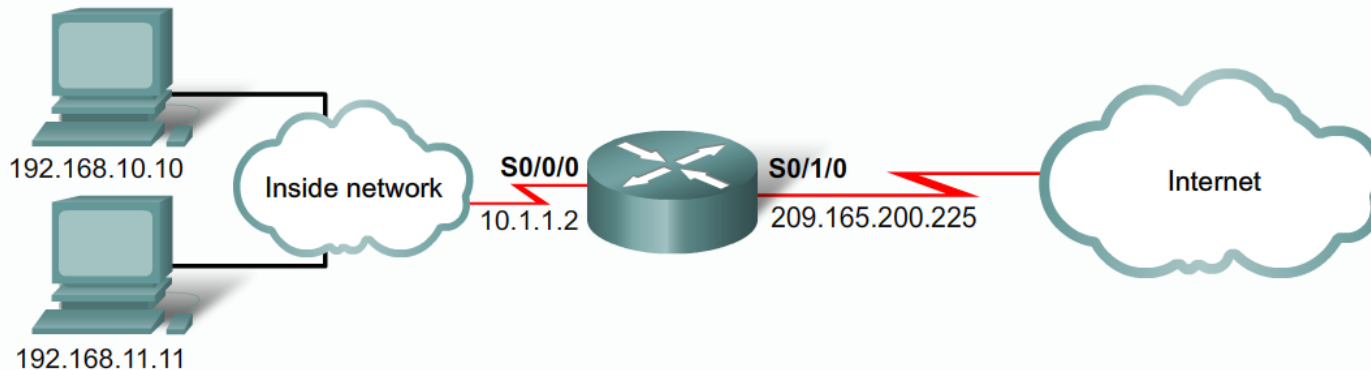 192.168.10.10
Inside network
S0/0/0
10.1.1.2
S0/1/0
209.165.200.225
Internet
192.168.11.11